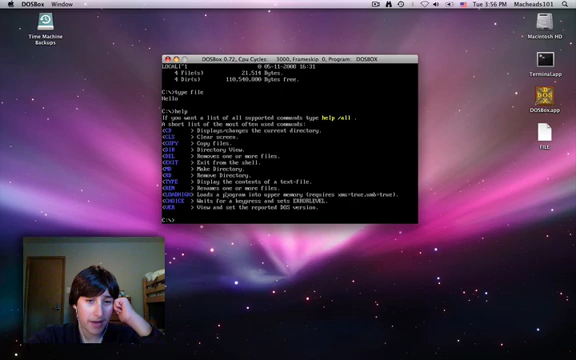 DOSBox Window
Tue 3:56 PM Macheads101
Time Machine
Backups
Macintosh HD
Terminal.app
DOSBox.app
FILE
DOSBox 0.72, Cpu Cycles: 3000, Frameskip 0, Program: DOSBOX
LOCALI~1 0 05-11-2008 16:31
4 File(s) 21,514 Bytes.
4 Dir(s) 110,540,000 Bytes free.
C:\>type file
Hello
C:\>help
If you want a list of all supported commands type help /all .
A short list of the most often used commands:
<CD > Displays/changes the current directory.
<CLS > Clear screen.
<COPY > Copy files.
<DIR > Directory View.
<DEL > Removes one or more files.
<EXIT > Exit from the shell.
<MD > Make Directory.
<RD > Remove Directory.
<TYPE > Display the contents of a text-file.
<REN > Renames one or more files.
<LOADHIGH> Loads a program into upper memory (requires xms=true,umb=true).
<CHOICE > Waits for a keypress and sets ERRORLEVEL.
<VER > View and set the reported DOS version.
C:\>